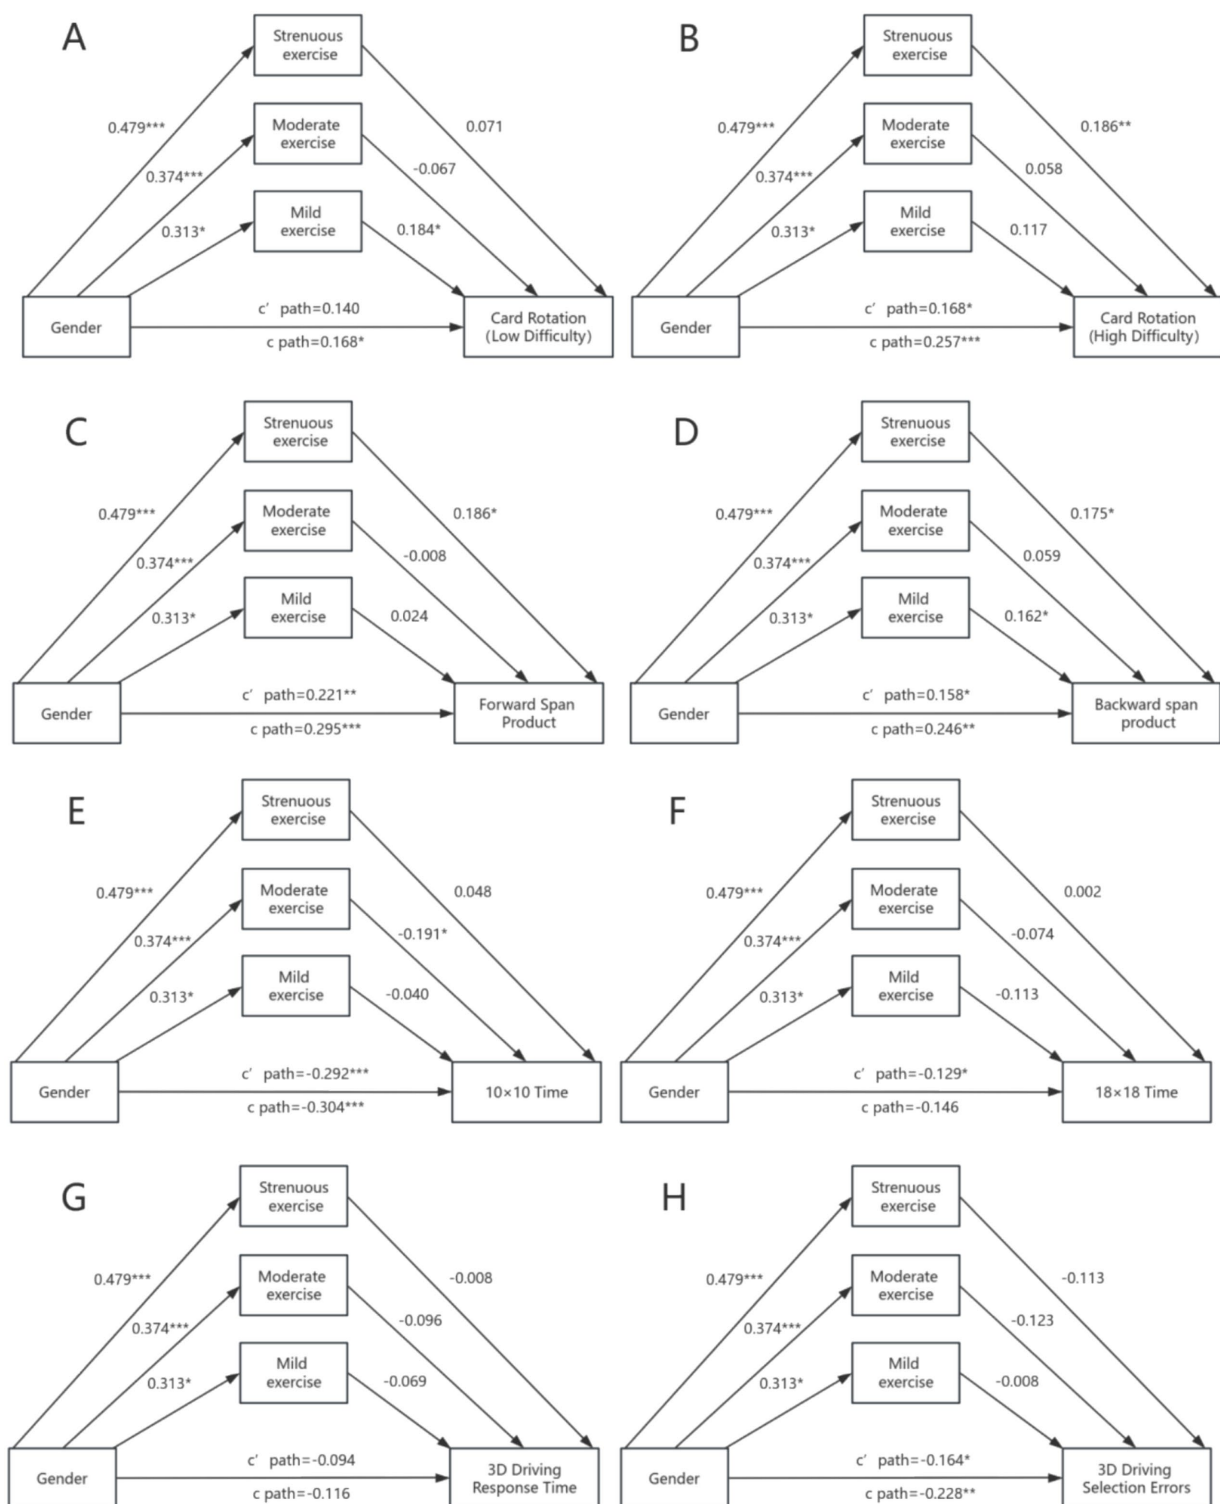 A
Strenuous
exercise
0.479***
0.071
Moderate
exercise
0.374***
-0.067
Mild
exercise
0.313*
0.184*
Gender
c′ path=0.140
c path=0.168*
Card Rotation
(Low Difficulty)
B
Strenuous
exercise
0.479***
0.186**
Moderate
exercise
0.374***
0.058
Mild
exercise
0.313*
0.117
Gender
c′ path=0.168*
c path=0.257***
Card Rotation
(High Difficulty)
C
Strenuous
exercise
0.479***
0.186*
Moderate
exercise
0.374***
-0.008
Mild
exercise
0.313*
0.024
Gender
c′ path=0.221**
c path=0.295***
Forward Span
Product
D
Strenuous
exercise
0.479***
0.175*
Moderate
exercise
0.374***
0.059
Mild
exercise
0.313*
0.162*
Gender
c′ path=0.158*
c path=0.246**
Backward span
product
E
Strenuous
exercise
0.479***
0.048
Moderate
exercise
0.374***
-0.191*
Mild
exercise
0.313*
-0.040
Gender
c′ path=-0.292***
c path=-0.304***
10×10 Time
F
Strenuous
exercise
0.479***
0.002
Moderate
exercise
0.374***
-0.074
Mild
exercise
0.313*
-0.113
Gender
c′ path=-0.129*
c path=-0.146
18×18 Time
G
Strenuous
exercise
0.479***
-0.008
Moderate
exercise
0.374***
-0.096
Mild
exercise
0.313*
-0.069
Gender
c′ path=-0.094
c path=-0.116
3D Driving
Response Time
H
Strenuous
exercise
0.479***
-0.113
Moderate
exercise
0.374***
-0.123
Mild
exercise
0.313*
-0.008
Gender
c′ path=-0.164*
c path=-0.228**
3D Driving
Selection Errors